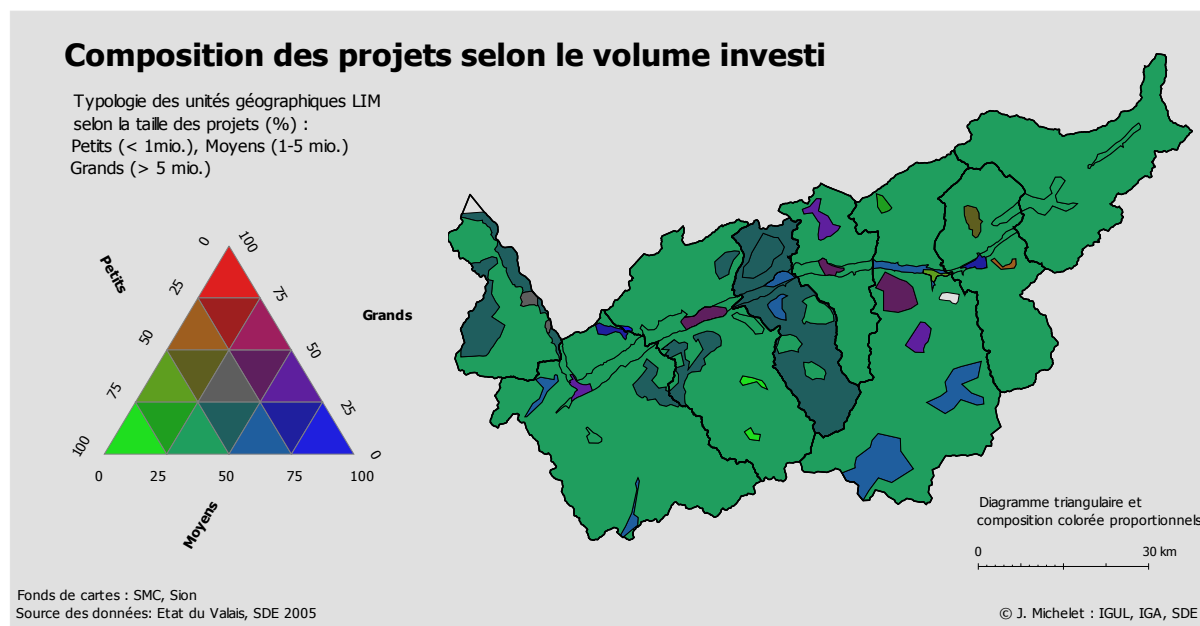 Composition des projets selon le volume investi
Typologie des unités géographiques LIM
selon la taille des projets (%) :
Petits (< 1mio.), Moyens (1-5 mio.)
Grands (> 5 mio.)
0
100
Petits
25
75
Grands
50
50
75
25
100
0
0
25
50
75
100
Moyens
Diagramme triangulaire et
composition colorée proportionnels
0
30 km
Fonds de cartes : SMC, Sion
Source des données: Etat du Valais, SDE 2005
© J. Michelet : IGUL, IGA, SDE